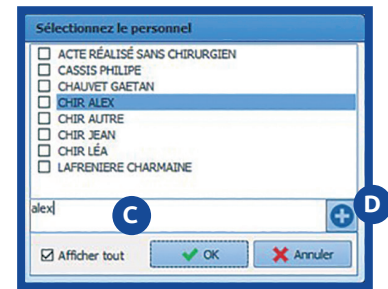 Sélectionnez le personnel
ACTE RÉALISÉ SANS CHIRURGIEN
CASSIS PHILIPE
CHAUVET GAETAN
CHIR ALEX
CHIR AUTRE
CHIR JEAN
CHIR LÉA
LAFRENIERE CHARMAINE
alex
C
D
Afficher tout
OK
Annuler